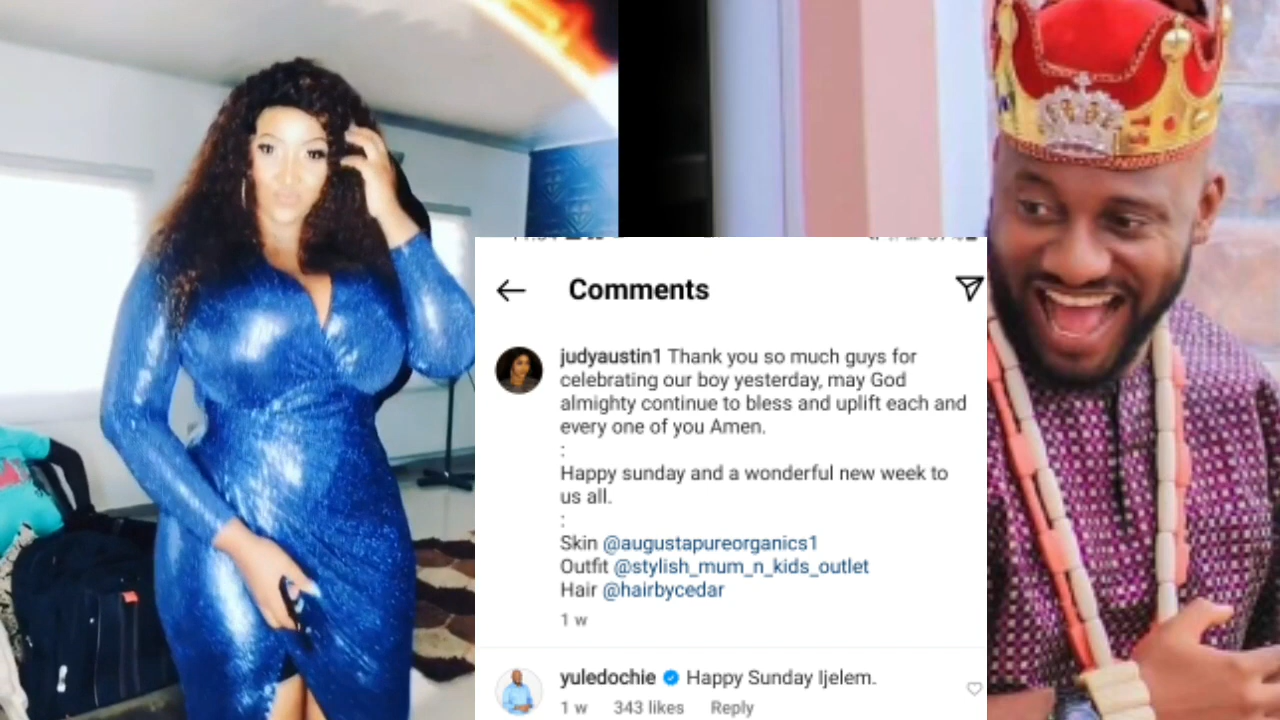 Comments
judyaustin1 Thank you so much guys for
celebrating our boy yesterday, may God
almighty continue to bless and uplift each and
every one of you Amen.
:
Happy sunday and a wonderful new week to
us all.
:
Skin @augustapureorganics1
Outfit @stylish_mum_n_kids_outlet
Hair @hairbycedar
1 w
yuledochie Happy Sunday Ijelem.
1 w 343 likes Reply